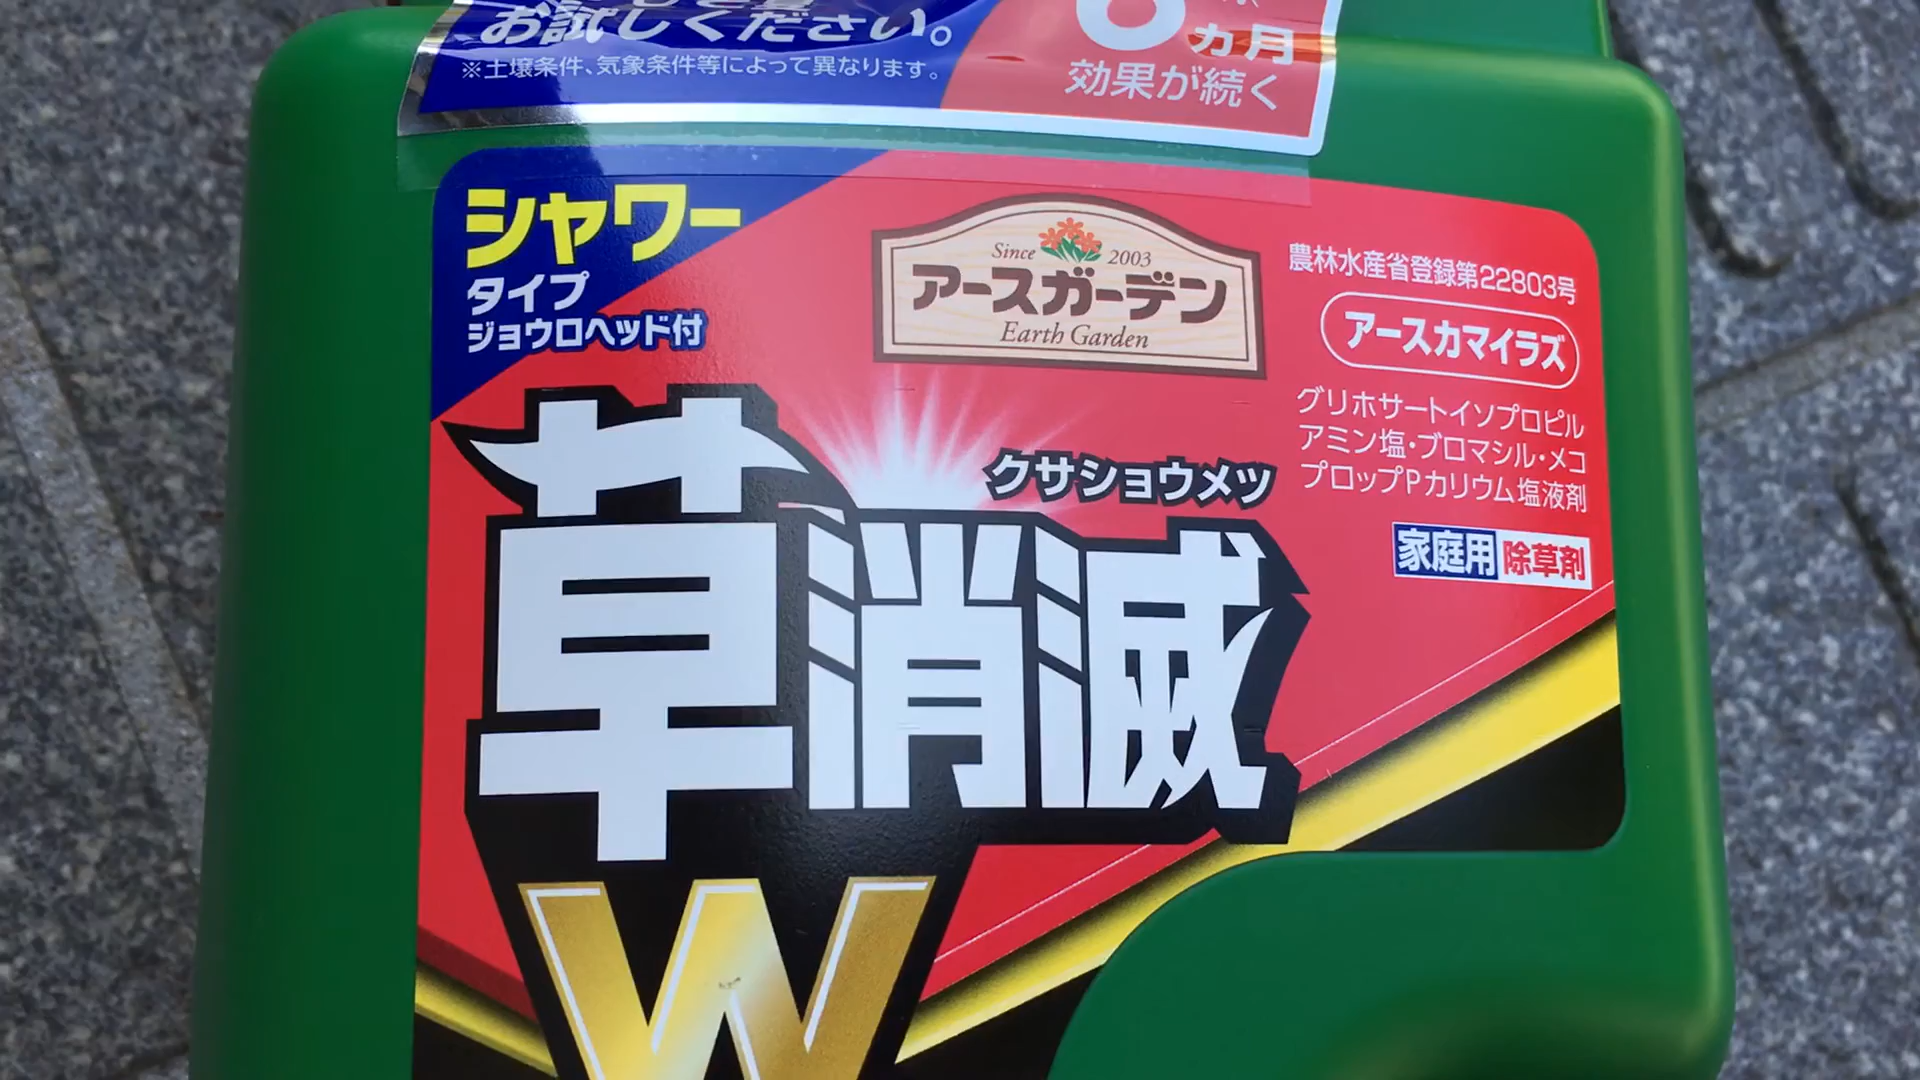 お試しください。
※土壌条件、気象条件等によって異なります。
ヵ月
効果が続く
シャワー
タイプ
ジョウロヘッド付
Since 2003
アースガーデン
Earth Garden
農林水産省登録第22803号
アースカマイラズ
グリホサートイソプロピル
アミン塩・ブロマシル・メコ
プロップPカリウム塩液剤
家庭用 除草剤
クサショウメツ
草消滅
W